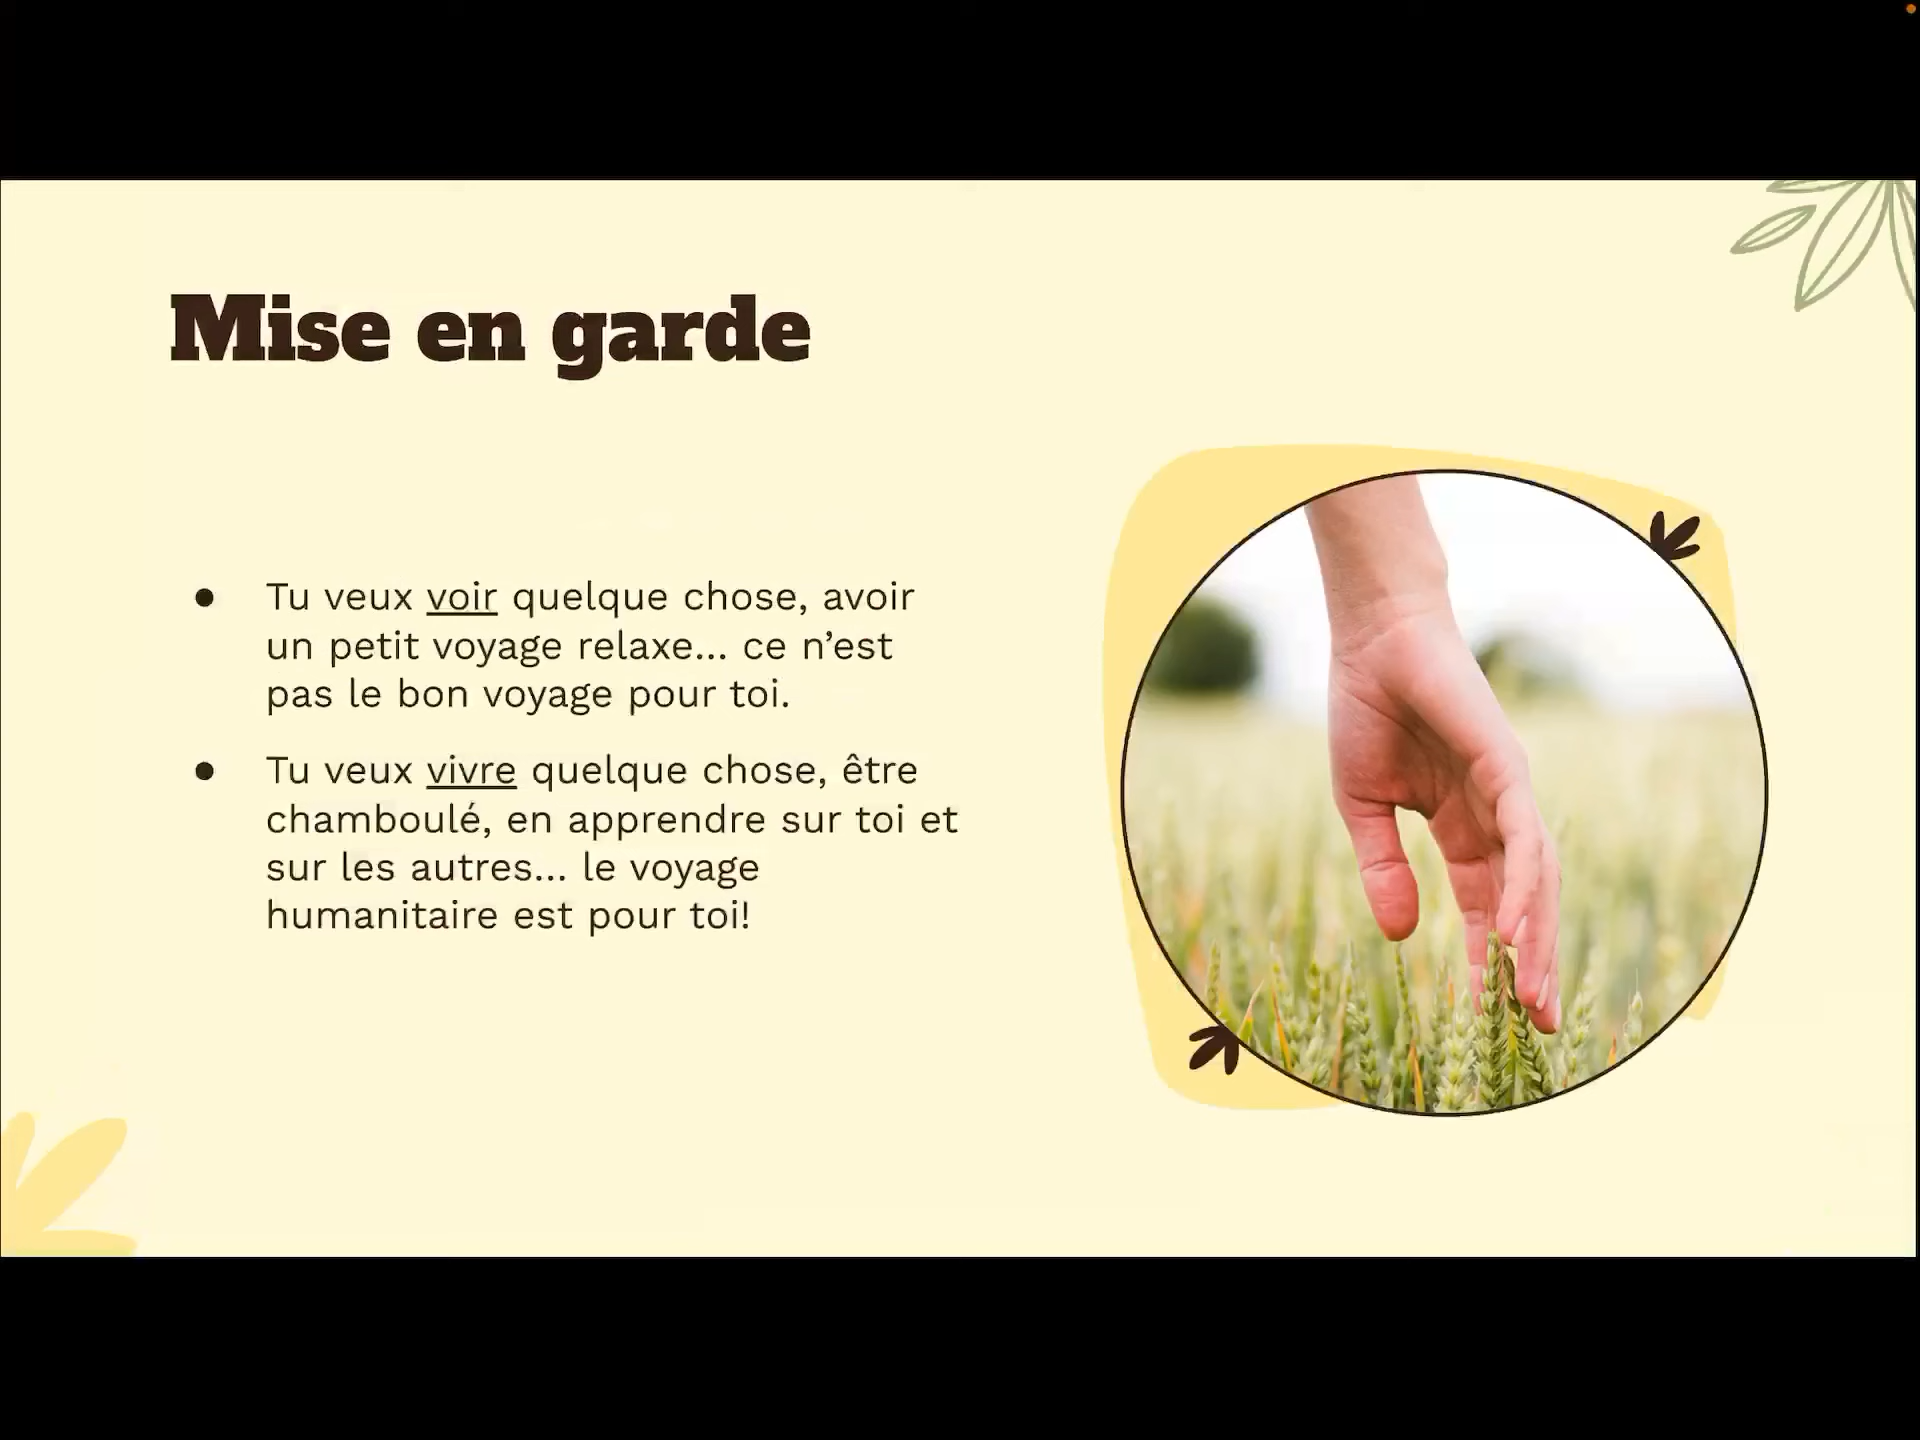 Mise en garde
● Tu veux voir quelque chose, avoir
un petit voyage relaxe... ce n’est
pas le bon voyage pour toi.
● Tu veux vivre quelque chose, être
chamboulé, en apprendre sur toi et
sur les autres... le voyage
humanitaire est pour toi!